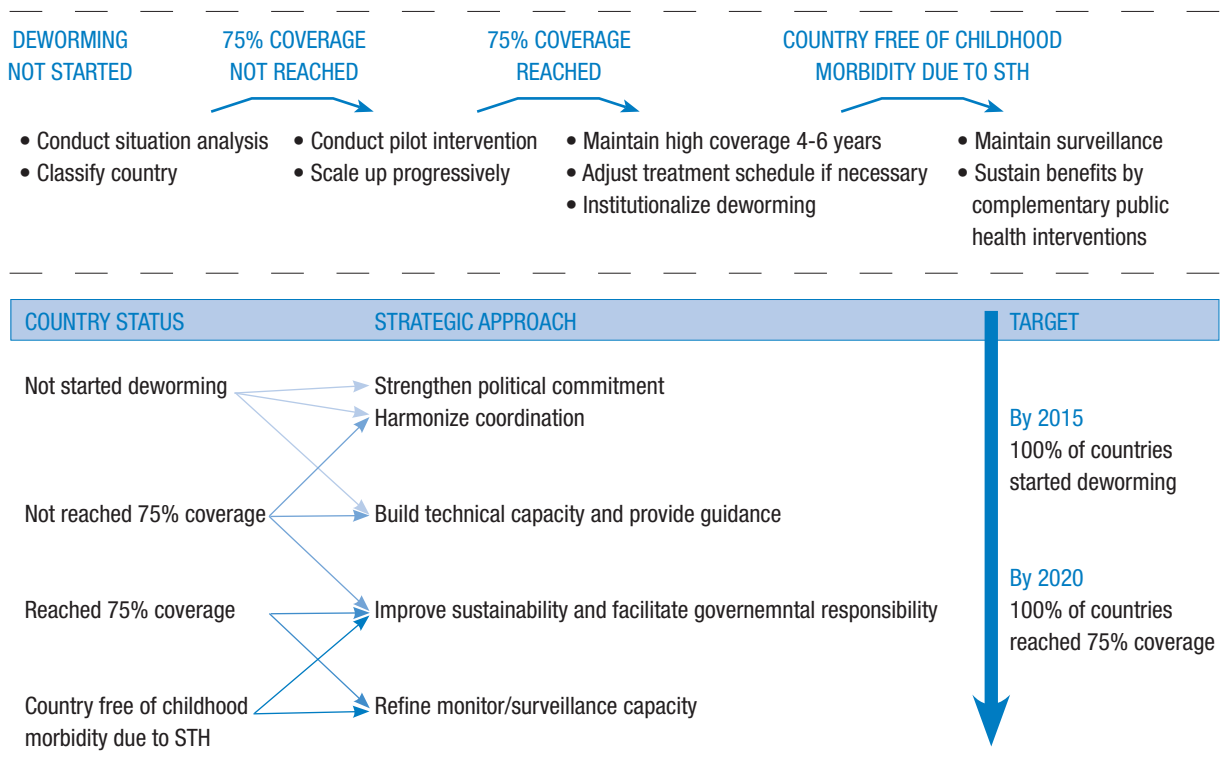 DEWORMING
NOT STARTED
75% COVERAGE
NOT REACHED
75% COVERAGE
REACHED
COUNTRY FREE OF CHILDHOOD
MORBIDITY DUE TO STH
• Conduct situation analysis
• Classify country
• Conduct pilot intervention
• Scale up progressively
• Maintain high coverage 4-6 years
• Adjust treatment schedule if necessary
• Institutionalize deworming
• Maintain surveillance
• Sustain benefits by
complementary public
health interventions
COUNTRY STATUS
STRATEGIC APPROACH
TARGET
Not started deworming
Not reached 75% coverage
Reached 75% coverage
Country free of childhood
morbidity due to STH
Strengthen political commitment
Harmonize coordination
Build technical capacity and provide guidance
Improve sustainability and facilitate governemntal responsibility
Refine monitor/surveillance capacity
By 2015
100% of countries
started deworming
By 2020
100% of countries
reached 75% coverage